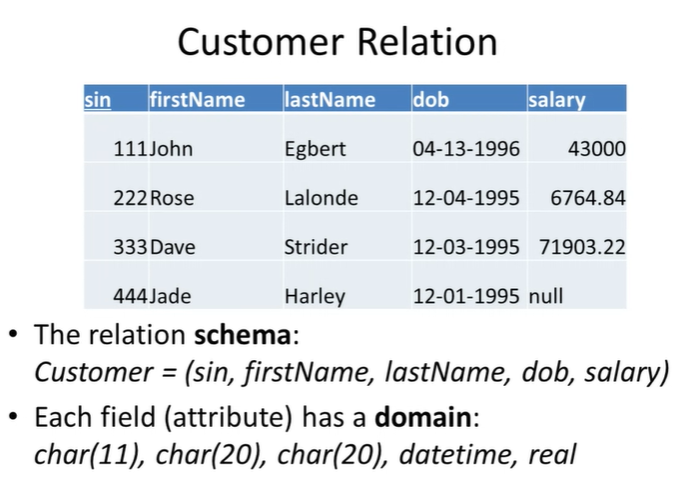 Customer Relation
sin firstName lastName dob salary
111 John Egbert 04-13-1996 43000
222 Rose Lalonde 12-04-1995 6764.84
333 Dave Strider 12-03-1995 71903.22
444 Jade Harley 12-01-1995 null
• The relation schema:
Customer = (sin, firstName, lastName, dob, salary)
• Each field (attribute) has a domain:
char(11), char(20), char(20), datetime, real